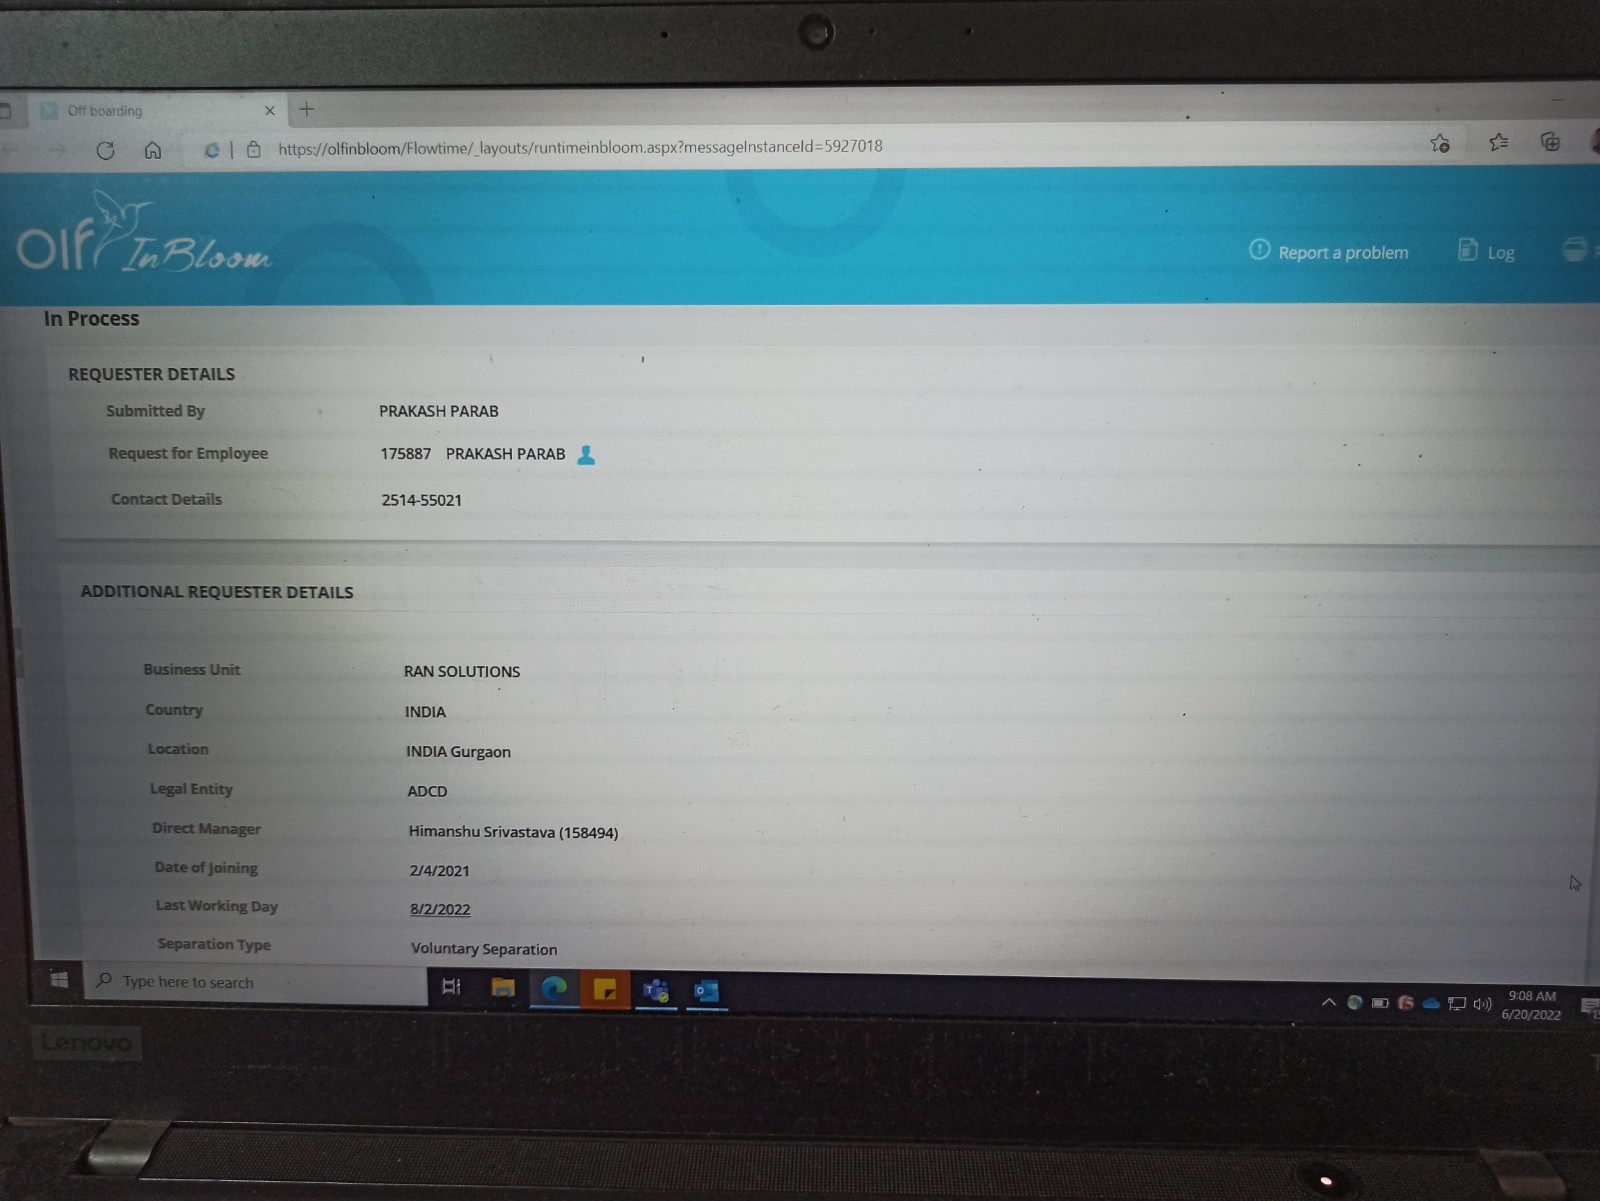 Off boarding
https://olfinbloom/Flowtime/_layouts/runtimeinbloom.aspx?messageInstanceId=5927018
Olf InBloom
Report a problem Log
In Process
REQUESTER DETAILS
Submitted By PRAKASH PARAB
Request for Employee 175887 PRAKASH PARAB
Contact Details 2514-55021
ADDITIONAL REQUESTER DETAILS
Business Unit RAN SOLUTIONS
Country INDIA
Location INDIA Gurgaon
Legal Entity ADCD
Direct Manager Himanshu Srivastava (158494)
Date of Joining 2/4/2021
Last Working Day 8/2/2022
Separation Type Voluntary Separation
Type here to search
9:08 AM
6/20/2022
Lenovo